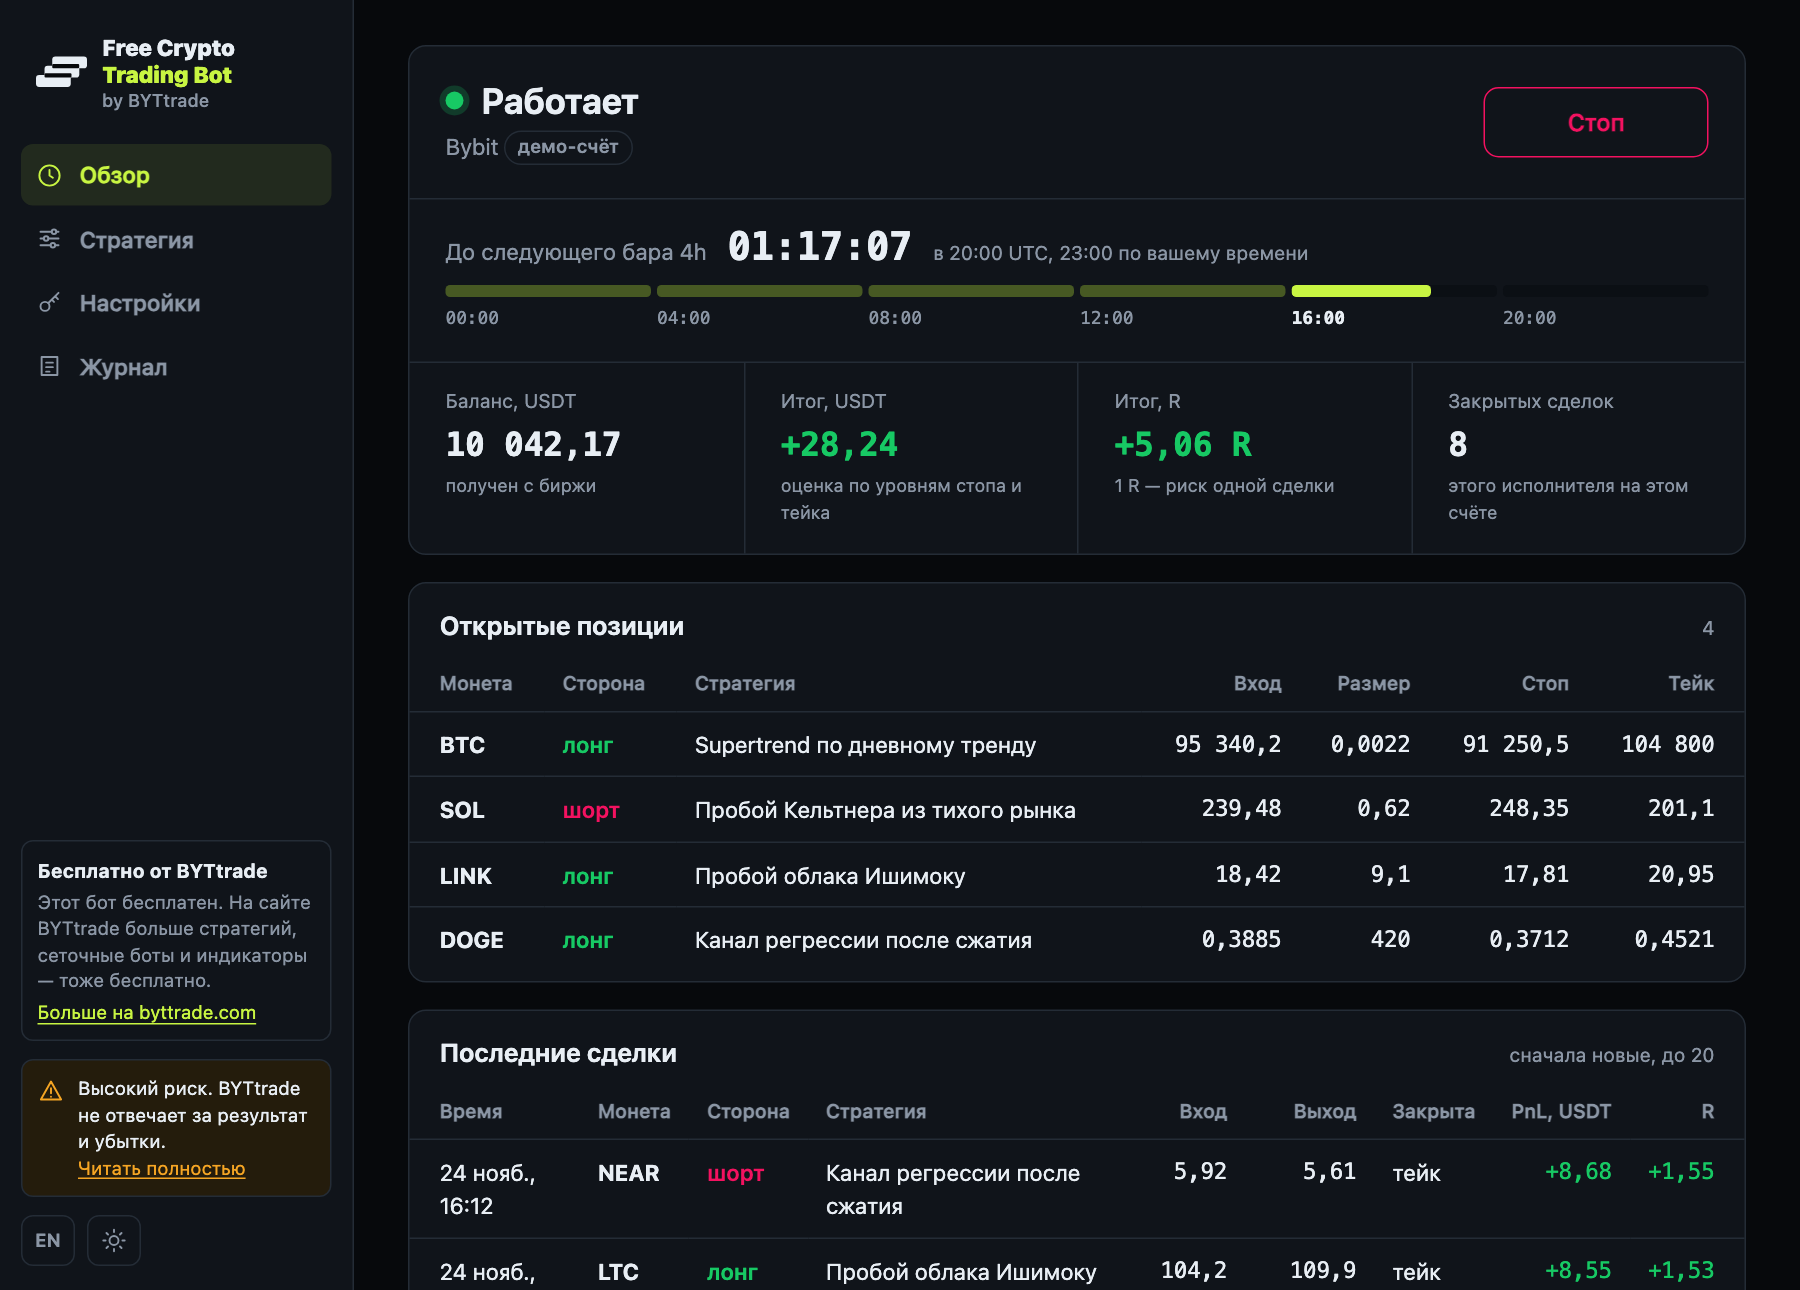 Free Crypto
Trading Bot
by BYTtrade
Обзор
Стратегия
Настройки
Журнал
Бесплатно от BYTtrade
Этот бот бесплатен. На сайте
BYTtrade больше стратегий,
сеточные боты и индикаторы
— тоже бесплатно.
Больше на byttrade.com
Высокий риск. BYTtrade
не отвечает за результат
и убытки.
Читать полностью
EN
Работает
Bybit демо-счёт
Стоп
До следующего бара 4h 01:17:07 в 20:00 UTC, 23:00 по вашему времени
00:00 04:00 08:00 12:00 16:00 20:00
Баланс, USDT
10 042,17
получен с биржи
Итог, USDT
+28,24
оценка по уровням стопа и
тейка
Итог, R
+5,06 R
1 R — риск одной сделки
Закрытых сделок
8
этого исполнителя на этом
счёте
Открытые позиции 4
Монета Сторона Стратегия Вход Размер Стоп Тейк
BTC лонг Supertrend по дневному тренду 95 340,2 0,0022 91 250,5 104 800
SOL шорт Пробой Кельтнера из тихого рынка 239,48 0,62 248,35 201,1
LINK лонг Пробой облака Ишимоку 18,42 9,1 17,81 20,95
DOGE лонг Канал регрессии после сжатия 0,3885 420 0,3712 0,4521
Последние сделки сначала новые, до 20
Время Монета Сторона Стратегия Вход Выход Закрыта PnL, USDT R
24 нояб., NEAR шорт Канал регрессии после 5,92 5,61 тейк +8,68 +1,55
16:12 сжатия
24 нояб., LTC лонг Пробой облака Ишимоку 104,2 109,9 тейк +8,55 +1,53